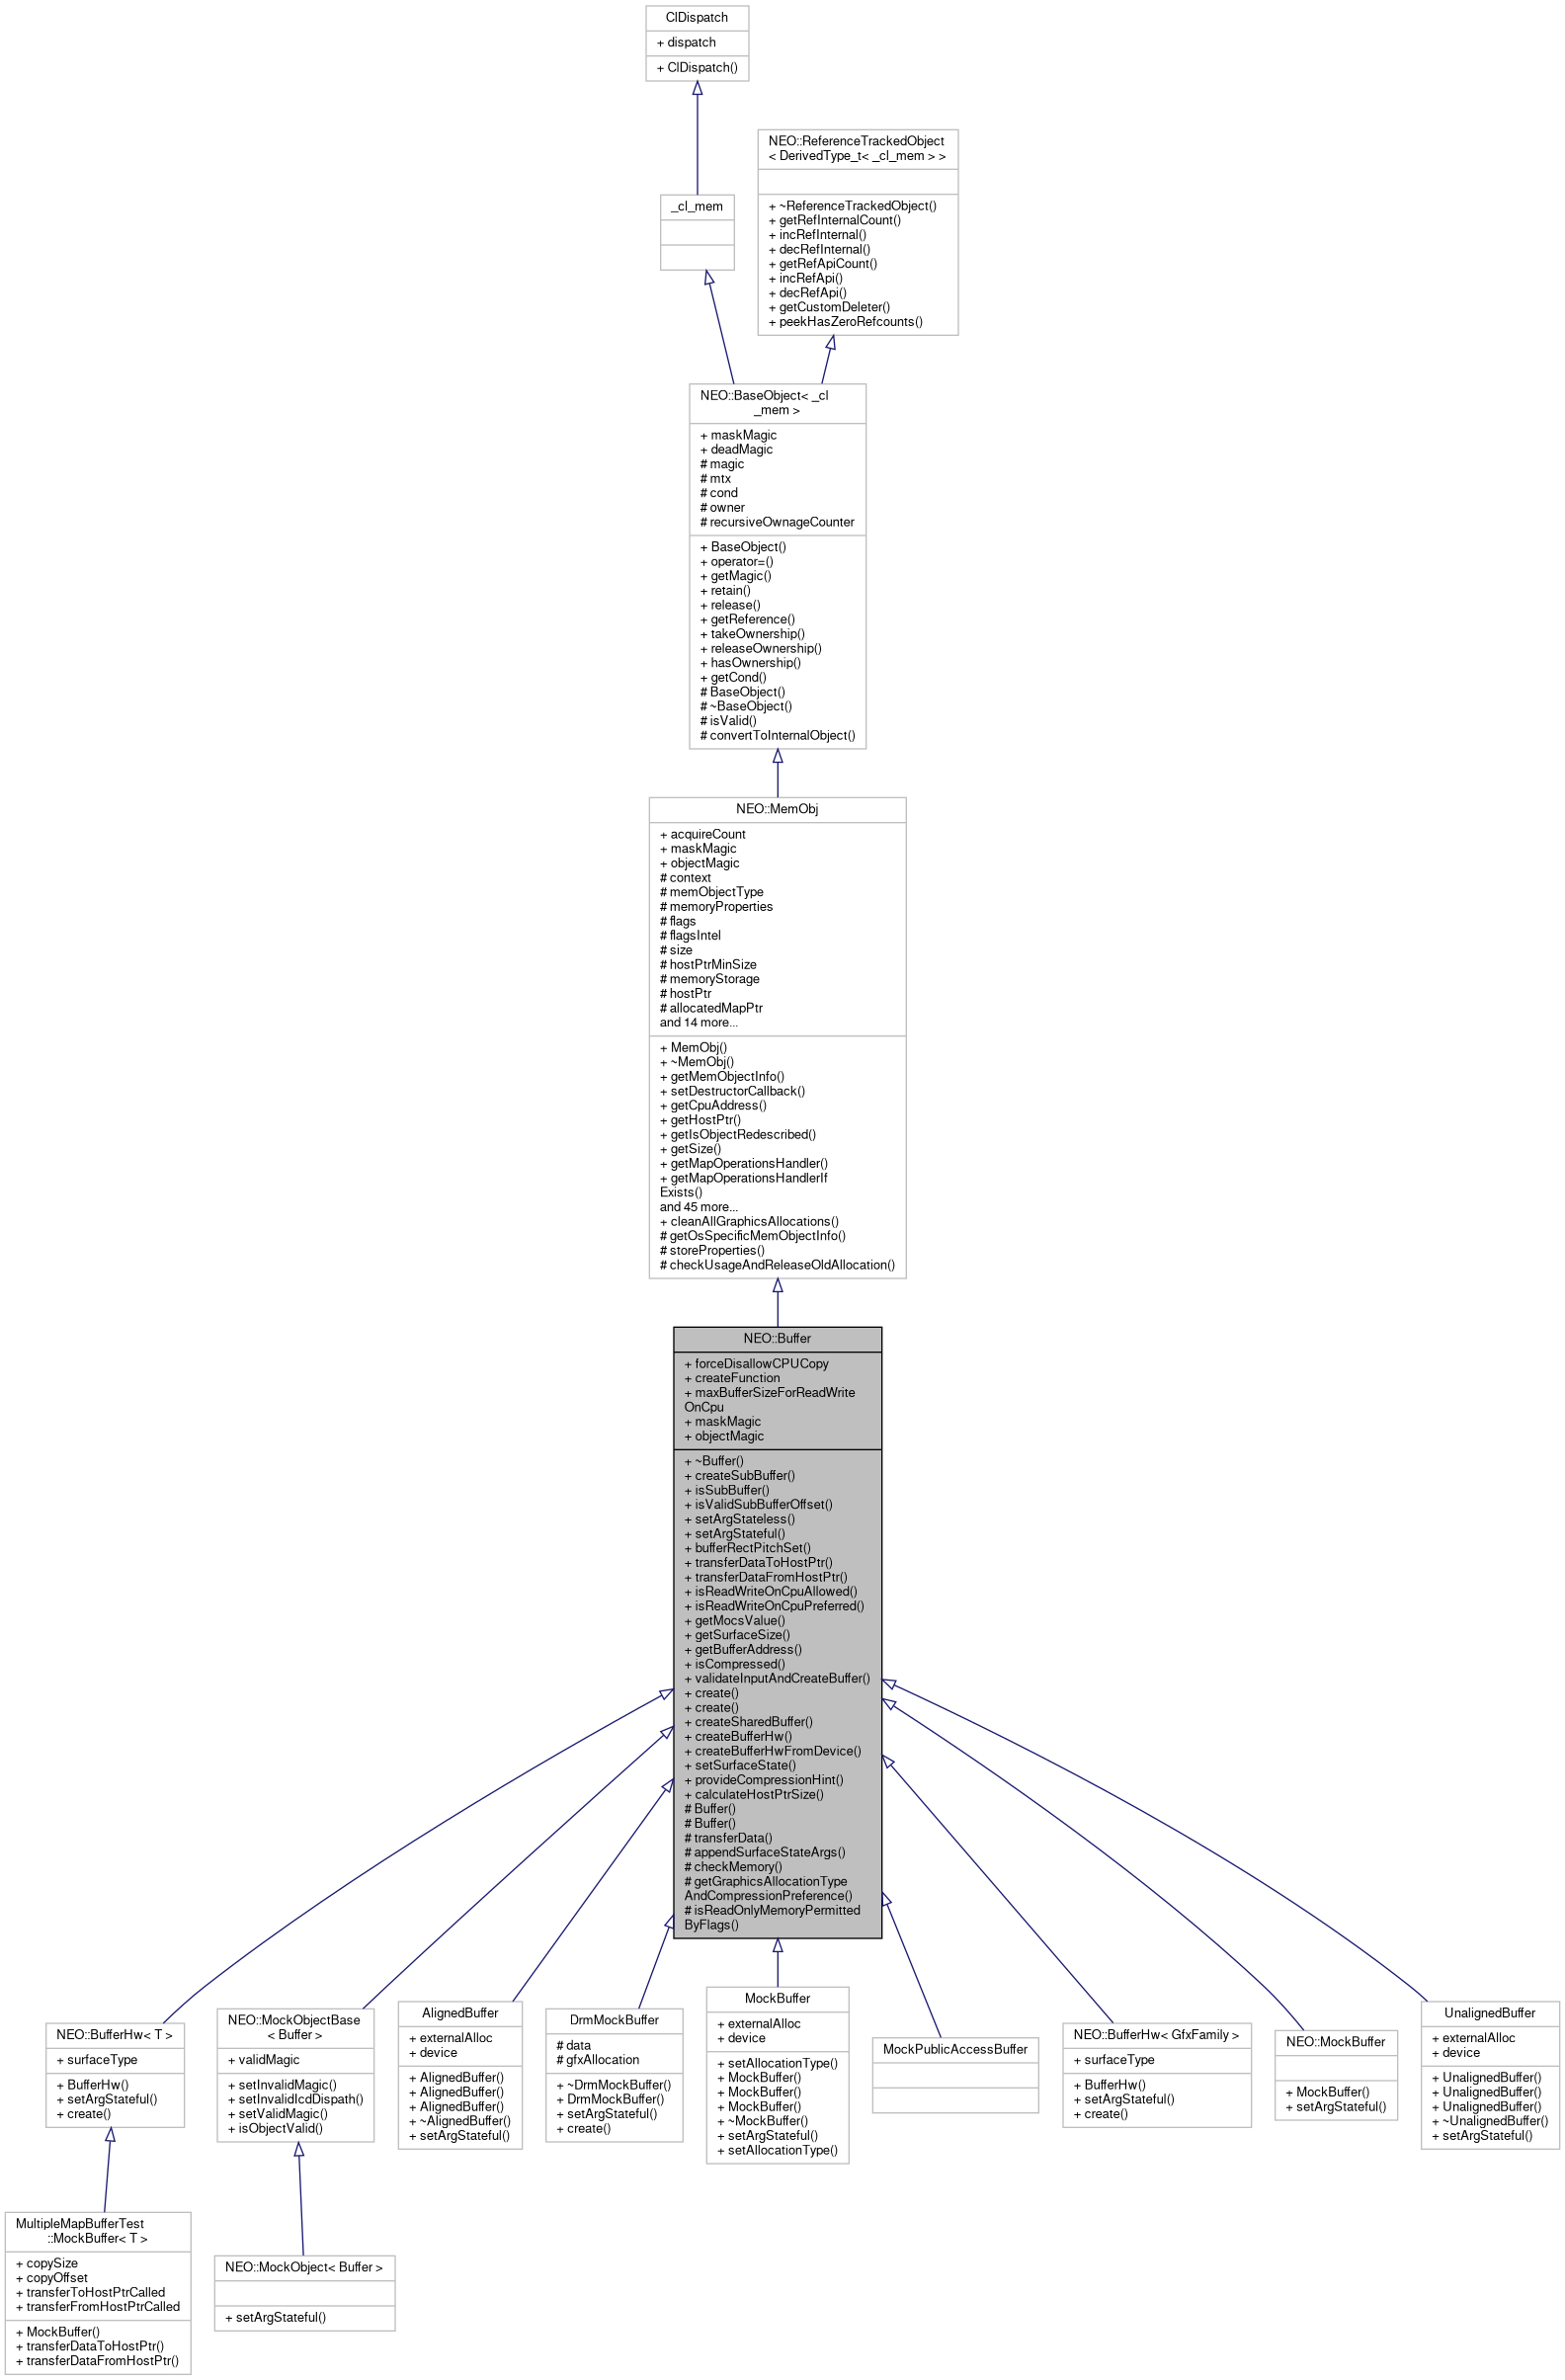 ClDispatch
+ dispatch
+ ClDispatch()
NEO::ReferenceTrackedObject
< DerivedType_t< _cl_mem > >
+ ~ReferenceTrackedObject()
+ getRefInternalCount()
+ incRefInternal()
+ decRefInternal()
+ getRefApiCount()
+ incRefApi()
+ decRefApi()
+ getCustomDeleter()
+ peekHasZeroRefcounts()
_cl_mem
NEO::BaseObject< _cl
_mem >
+ maskMagic
+ deadMagic
# magic
# mtx
# cond
# owner
# recursiveOwnageCounter
+ BaseObject()
+ operator=()
+ getMagic()
+ retain()
+ release()
+ getReference()
+ takeOwnership()
+ releaseOwnership()
+ hasOwnership()
+ getCond()
# BaseObject()
# ~BaseObject()
# isValid()
# convertToInternalObject()
NEO::MemObj
+ acquireCount
+ maskMagic
+ objectMagic
# context
# memObjectType
# memoryProperties
# flags
# flagsIntel
# size
# hostPtrMinSize
# memoryStorage
# hostPtr
# allocatedMapPtr
and 14 more...
+ MemObj()
+ ~MemObj()
+ getMemObjectInfo()
+ setDestructorCallback()
+ getCpuAddress()
+ getHostPtr()
+ getIsObjectRedescribed()
+ getSize()
+ getMapOperationsHandler()
+ getMapOperationsHandlerIf
Exists()
and 45 more...
+ cleanAllGraphicsAllocations()
# getOsSpecificMemObjectInfo()
# storeProperties()
# checkUsageAndReleaseOldAllocation()
NEO::Buffer
+ forceDisallowCPUCopy
+ createFunction
+ maxBufferSizeForReadWrite
OnCpu
+ maskMagic
+ objectMagic
+ ~Buffer()
+ createSubBuffer()
+ isSubBuffer()
+ isValidSubBufferOffset()
+ setArgStateless()
+ setArgStateful()
+ bufferRectPitchSet()
+ transferDataToHostPtr()
+ transferDataFromHostPtr()
+ isReadWriteOnCpuAllowed()
+ isReadWriteOnCpuPreferred()
+ getMocsValue()
+ getSurfaceSize()
+ getBufferAddress()
+ isCompressed()
+ validateInputAndCreateBuffer()
+ create()
+ create()
+ createSharedBuffer()
+ createBufferHw()
+ createBufferHwFromDevice()
+ setSurfaceState()
+ provideCompressionHint()
+ calculateHostPtrSize()
# Buffer()
# Buffer()
# transferData()
# appendSurfaceStateArgs()
# checkMemory()
# getGraphicsAllocationType
AndCompressionPreference()
# isReadOnlyMemoryPermitted
ByFlags()
NEO::BufferHw< T >
+ surfaceType
+ BufferHw()
+ setArgStateful()
+ create()
NEO::MockObjectBase
< Buffer >
+ validMagic
+ setInvalidMagic()
+ setInvalidIcdDispath()
+ setValidMagic()
+ isObjectValid()
AlignedBuffer
+ externalAlloc
+ device
+ AlignedBuffer()
+ AlignedBuffer()
+ AlignedBuffer()
+ ~AlignedBuffer()
+ setArgStateful()
DrmMockBuffer
# data
# gfxAllocation
+ ~DrmMockBuffer()
+ DrmMockBuffer()
+ setArgStateful()
+ create()
MockBuffer
+ externalAlloc
+ device
+ setAllocationType()
+ MockBuffer()
+ MockBuffer()
+ MockBuffer()
+ ~MockBuffer()
+ setArgStateful()
+ setAllocationType()
MockPublicAccessBuffer
NEO::BufferHw< GfxFamily >
+ surfaceType
+ BufferHw()
+ setArgStateful()
+ create()
NEO::MockBuffer
+ MockBuffer()
+ setArgStateful()
UnalignedBuffer
+ externalAlloc
+ device
+ UnalignedBuffer()
+ UnalignedBuffer()
+ UnalignedBuffer()
+ ~UnalignedBuffer()
+ setArgStateful()
MultipleMapBufferTest
::MockBuffer< T >
+ copySize
+ copyOffset
+ transferToHostPtrCalled
+ transferFromHostPtrCalled
+ MockBuffer()
+ transferDataToHostPtr()
+ transferDataFromHostPtr()
NEO::MockObject< Buffer >
+ setArgStateful()